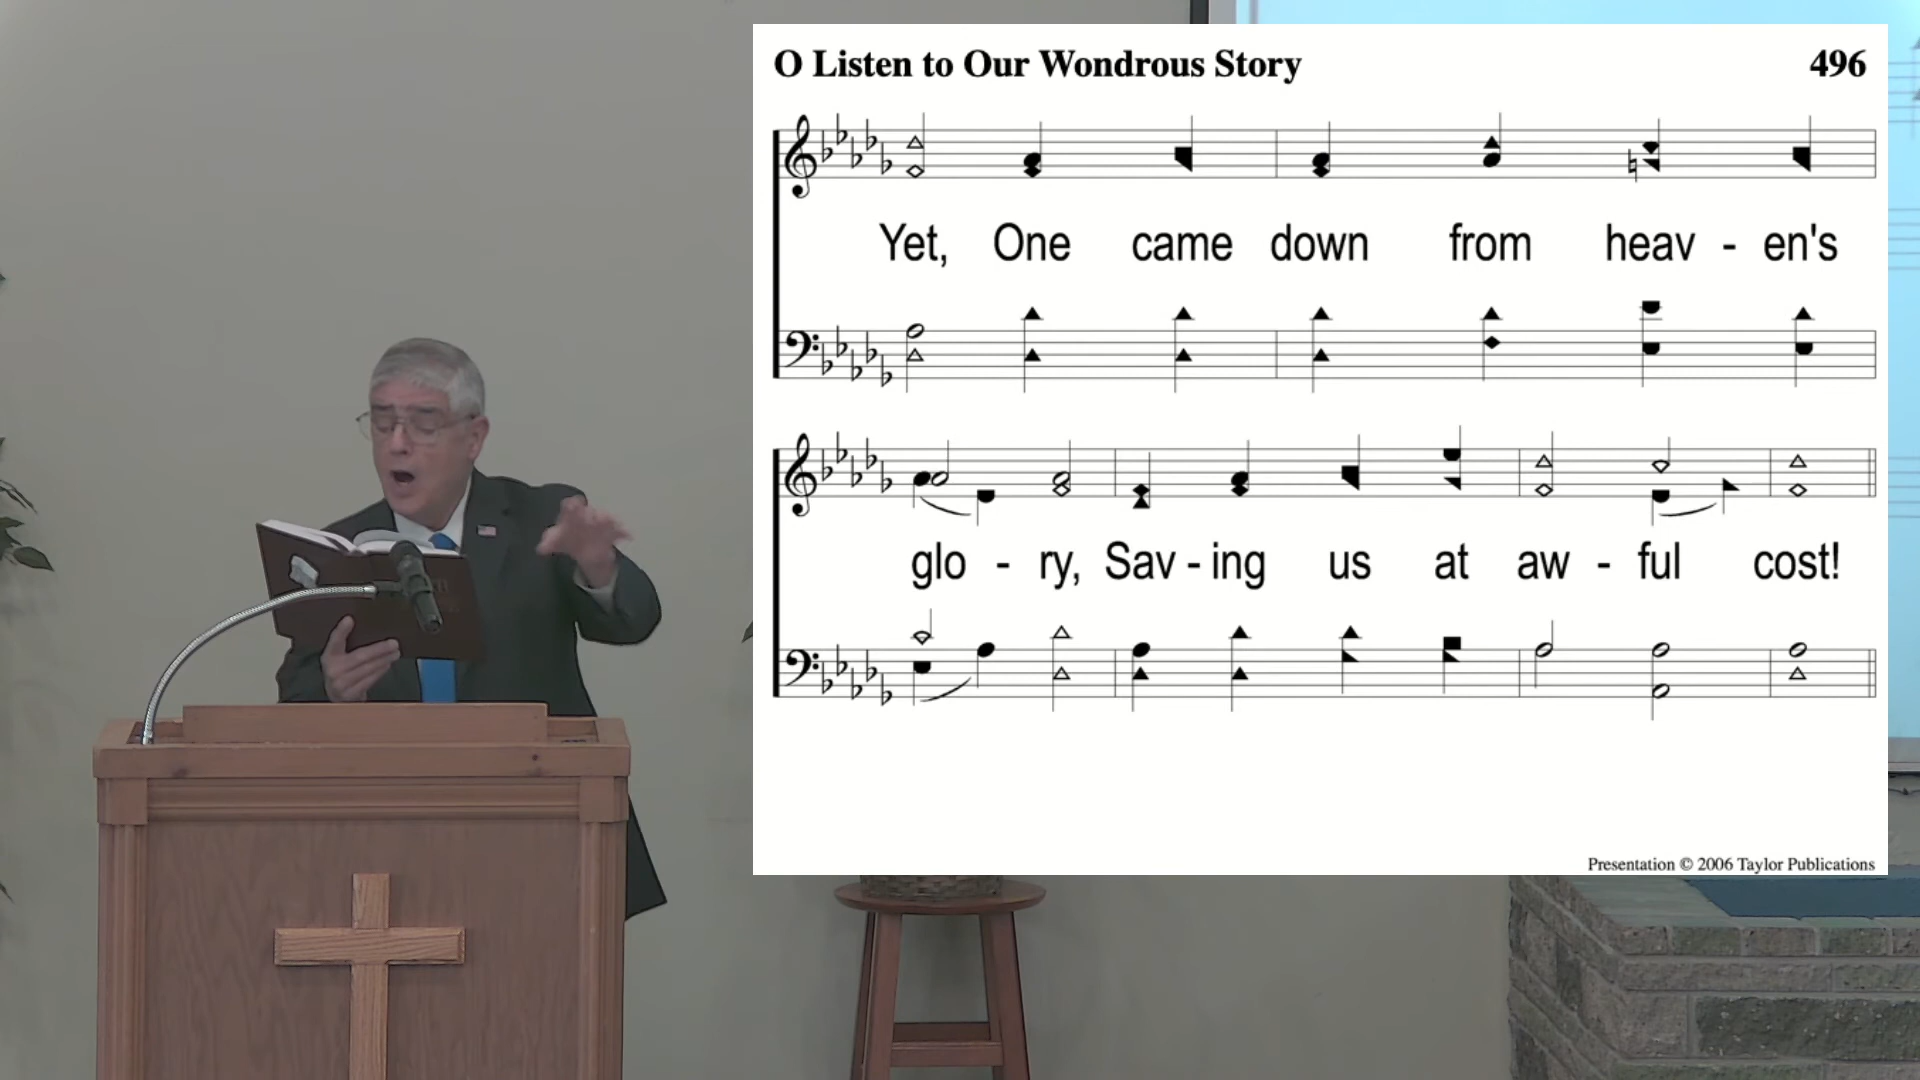 O Listen to Our Wondrous Story 496
Yet, One came down from heav - en's
glo - ry, Sav - ing us at aw - ful cost!
Presentation © 2006 Taylor Publications